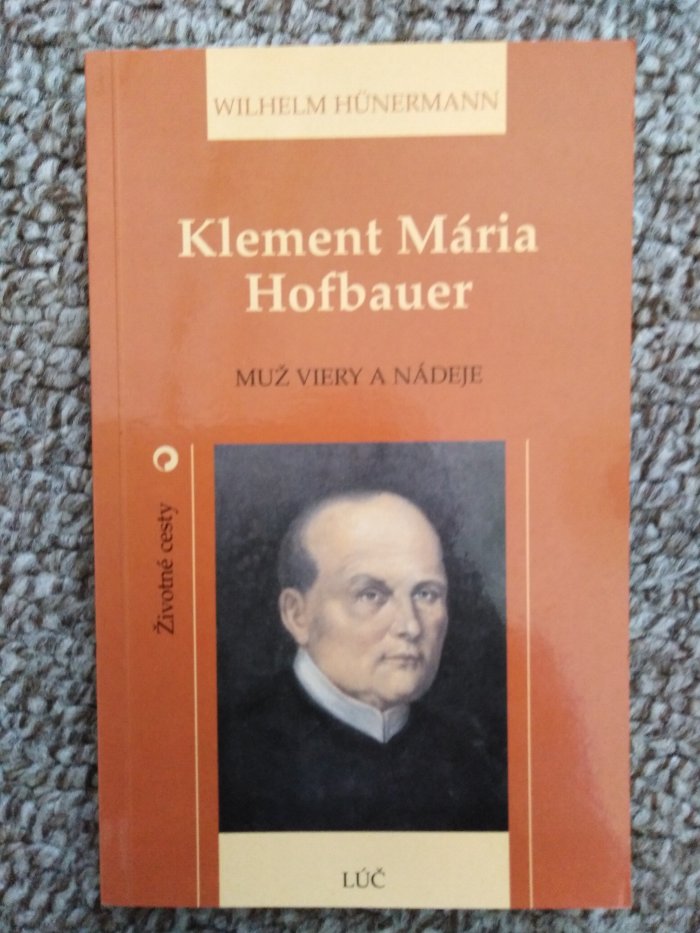 WILHELM HÜNERMANN
Klement Mária
Hofbauer
MUŽ VIERY A NÁDEJE
Životné cesty
LÚČ